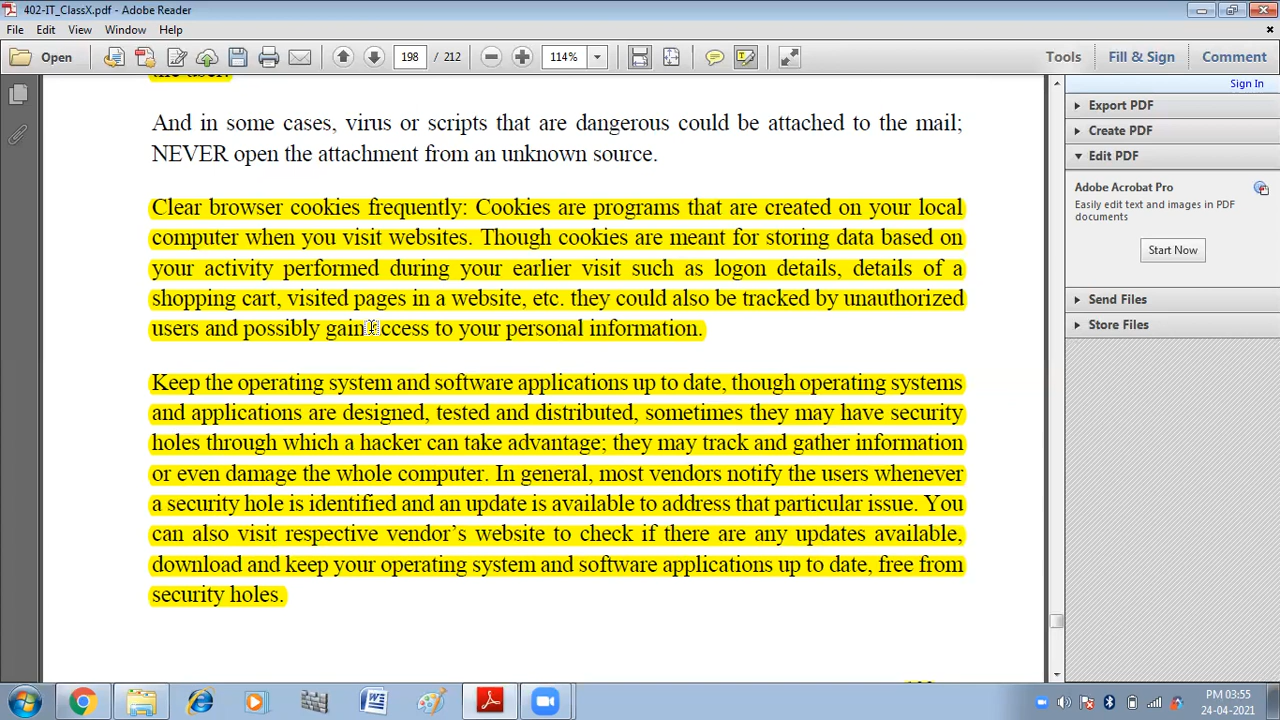 402-IT_ClassX.pdf - Adobe Reader
File Edit View Window Help
Open 198 / 212 114% Tools Fill & Sign Comment
Sign In
the user.
And in some cases, virus or scripts that are dangerous could be attached to the mail;
NEVER open the attachment from an unknown source.
Clear browser cookies frequently: Cookies are programs that are created on your local
computer when you visit websites. Though cookies are meant for storing data based on
your activity performed during your earlier visit such as logon details, details of a
shopping cart, visited pages in a website, etc. they could also be tracked by unauthorized
users and possibly gain access to your personal information.
Keep the operating system and software applications up to date, though operating systems
and applications are designed, tested and distributed, sometimes they may have security
holes through which a hacker can take advantage; they may track and gather information
or even damage the whole computer. In general, most vendors notify the users whenever
a security hole is identified and an update is available to address that particular issue. You
can also visit respective vendor’s website to check if there are any updates available,
download and keep your operating system and software applications up to date, free from
security holes.
Export PDF
Create PDF
Edit PDF
Adobe Acrobat Pro
Easily edit text and images in PDF
documents
Start Now
Send Files
Store Files
PM 03:55
24-04-2021